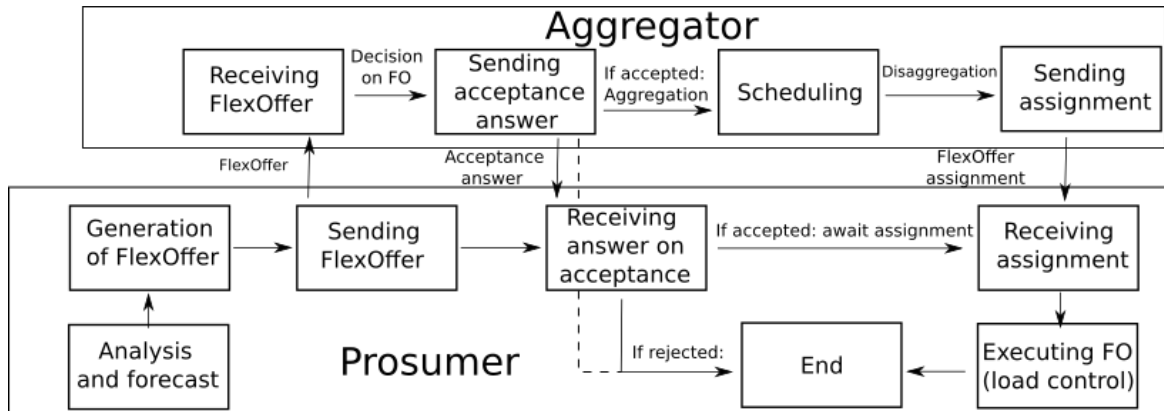 Aggregator
Receiving
FlexOffer
Decision
on FO
Sending
acceptance
answer
If accepted:
Aggregation
Scheduling
Disaggregation
Sending
assignment
FlexOffer
Acceptance
answer
FlexOffer
assignment
Generation
of FlexOffer
Sending
FlexOffer
Receiving
answer on
acceptance
If accepted: await assignment
Receiving
assignment
Analysis
and forecast
Prosumer
If rejected:
End
Executing FO
(load control)